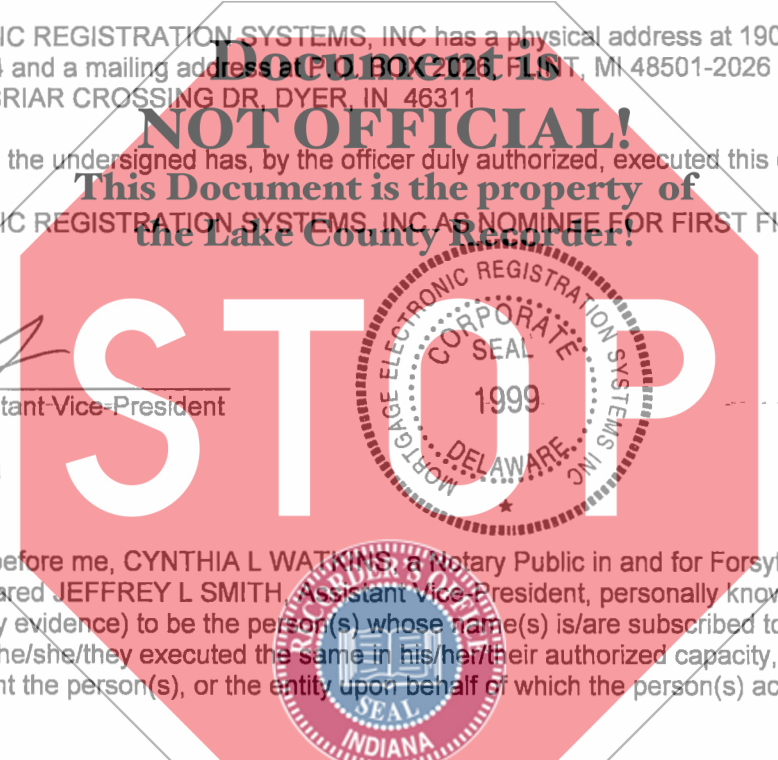 IC REGISTRATION SYSTEMS, INC has a physical address at 190
and a mailing address at P.O. BOX 2026, FLINT, MI 48501-2026
BRIAR CROSSING DR, DYER, IN 46311
the undersigned has, by the officer duly authorized, executed this
IC REGISTRATION SYSTEMS, INC AS NOMINEE FOR FIRST FI
Document is
NOT OFFICIAL!
This Document is the property of
the Lake County Recorder!
STOP
MORTGAGE ELECTRONIC REGISTRATION SYSTEMS INC
CORPORATE
SEAL
1999
DELAWARE
tant Vice-President
before me, CYNTHIA L WATKINS, a Notary Public in and for Forsyt
ared JEFFREY L SMITH, Assistant Vice-President, personally know
y evidence) to be the person(s) whose name(s) is/are subscribed to
he/she/they executed the same in his/her/their authorized capacity,
nt the person(s), or the entity upon behalf of which the person(s) ac
RECORDER'S OFFICE
SEAL
INDIANA